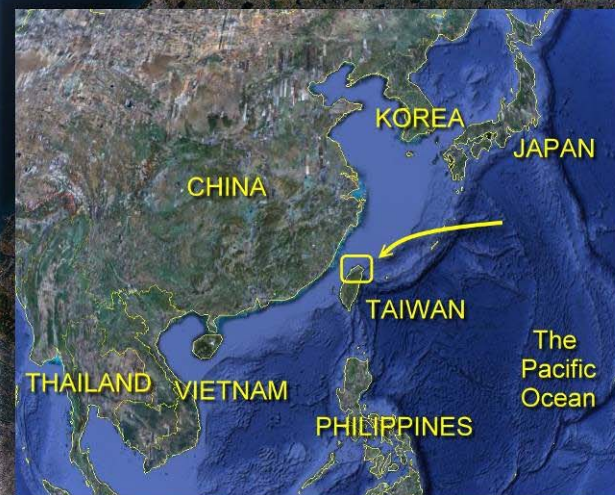 KOREA
JAPAN
CHINA
TAIWAN
The
Pacific
Ocean
THAILAND
VIETNAM
PHILIPPINES